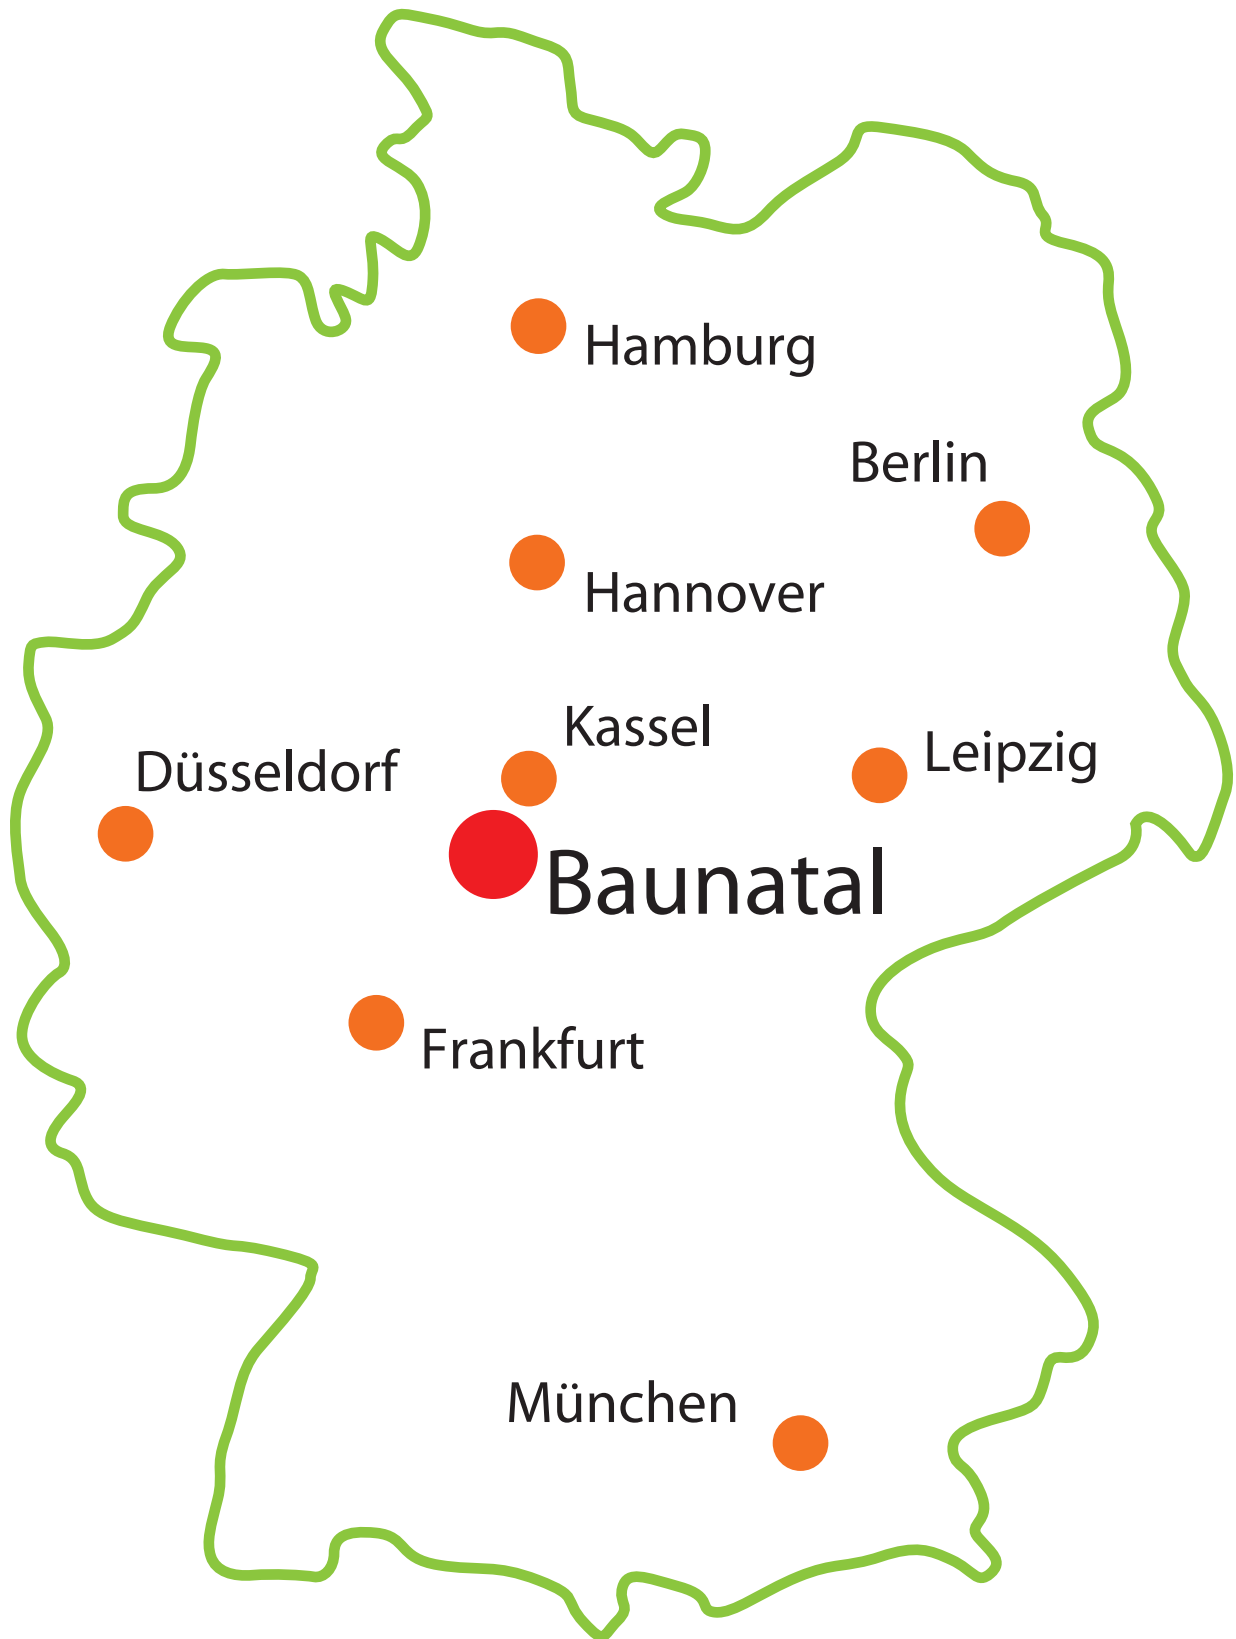 Hamburg
Berlin
Hannover
Kassel
Leipzig
Düsseldorf
Baunatal
Frankfurt
München